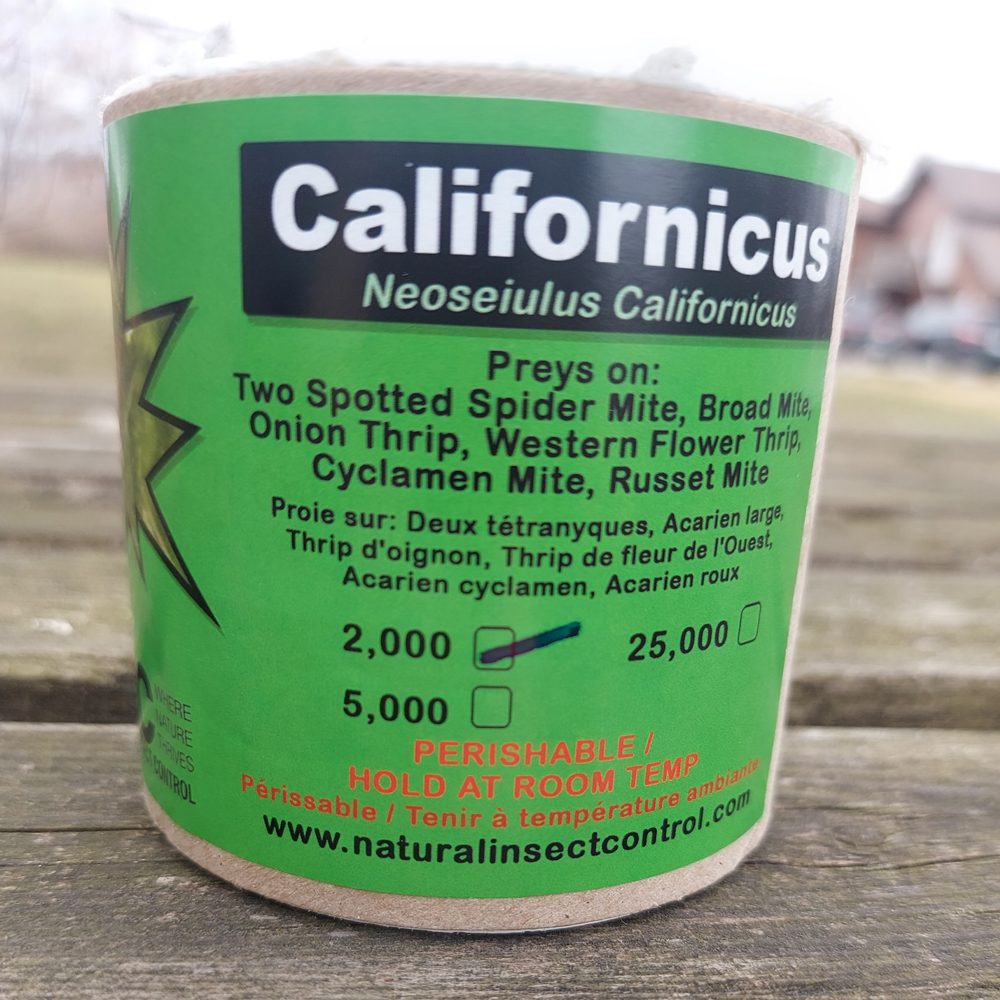 Californicus
Neoseiulus Californicus
Preys on:
Two Spotted Spider Mite, Broad Mite,
Onion Thrip, Western Flower Thrip,
Cyclamen Mite, Russet Mite
Proie sur: Deux tétranyques, Acarien large,
Thrip d'oignon, Thrip de fleur de l'Ouest,
Acarien cyclamen, Acarien roux
2,000
25,000
5,000
PERISHABLE /
HOLD AT ROOM TEMP
Périssable / Tenir à température ambiante
www.naturalinsectcontrol.com
WHERE
NATURE
THRIVES
CONTROL